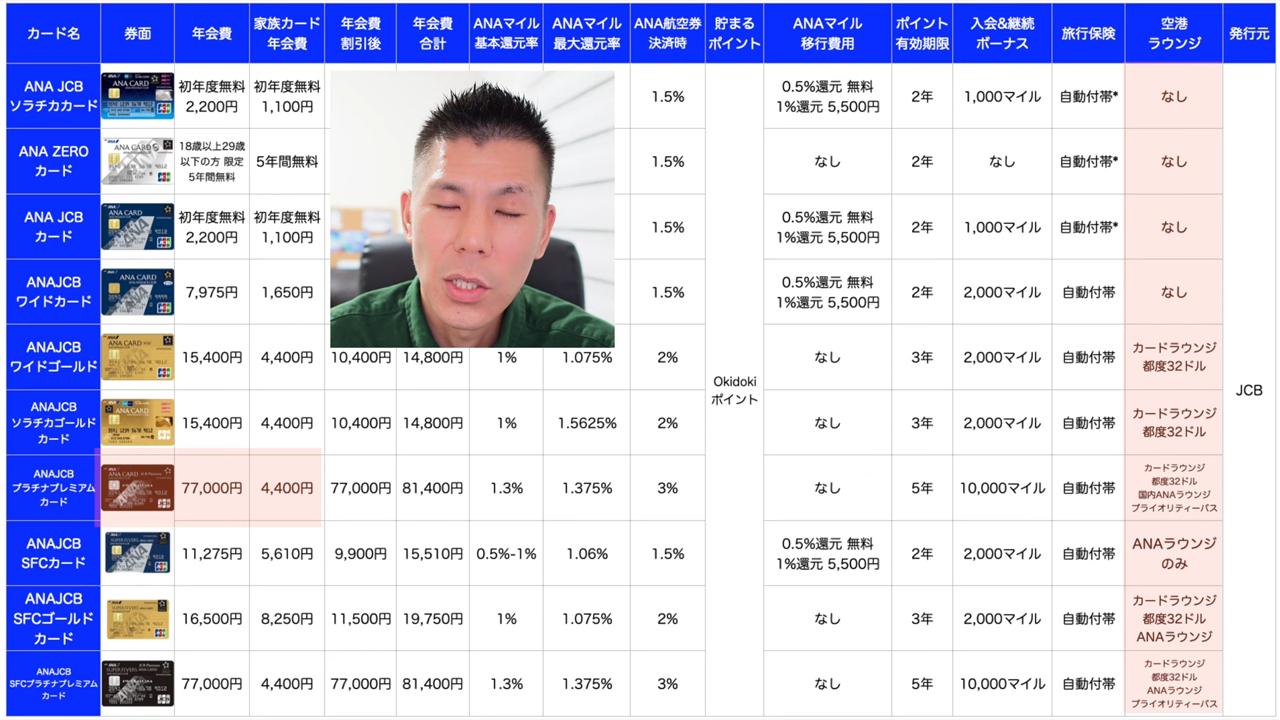 カード名 券面 年会費 家族カード 年会費 年会費 割引後 年会費 合計 ANAマイル 基本還元率 ANAマイル 最大還元率 ANA航空券 決済時 貯まる ポイント ANAマイル 移行費用 ポイント 有効期限 入会&継続 ボーナス 旅行保険 空港 ラウンジ 発行元
ANA JCB ソラチカカード 初年度無料 2,200円 初年度無料 1,100円 1.5% 0.5%還元 無料 1%還元 5,500円 2年 1,000マイル 自動付帯* なし
ANA ZERO カード 18歳以上29歳 以下の方 限定 5年間無料 5年間無料 1.5% なし 2年 なし 自動付帯* なし
ANA JCB カード 初年度無料 2,200円 初年度無料 1,100円 1.5% 0.5%還元 無料 1%還元 5,500円 2年 1,000マイル 自動付帯* なし
ANAJCB ワイドカード 7,975円 1,650円 1.5% 0.5%還元 無料 1%還元 5,500円 2年 2,000マイル 自動付帯 なし
ANAJCB ワイドゴールド 15,400円 4,400円 10,400円 14,800円 1% 1.075% 2% なし 3年 2,000マイル 自動付帯 カードラウンジ 都度32ドル
Okidoki ポイント
JCB
ANAJCB ソラチカゴールド カード 15,400円 4,400円 10,400円 14,800円 1% 1.5625% 2% なし 3年 2,000マイル 自動付帯 カードラウンジ 都度32ドル
ANAJCB プラチナプレミアム カード 77,000円 4,400円 77,000円 81,400円 1.3% 1.375% 3% なし 5年 10,000マイル 自動付帯 カードラウンジ 都度32ドル 国内ANAラウンジ プライオリティーパス
ANAJCB SFCカード 11,275円 5,610円 9,900円 15,510円 0.5%-1% 1.06% 1.5% 0.5%還元 無料 1%還元 5,500円 2年 2,000マイル 自動付帯 ANAラウンジ のみ
ANAJCB SFCゴールド カード 16,500円 8,250円 11,500円 19,750円 1% 1.075% 2% なし 3年 2,000マイル 自動付帯 カードラウンジ 都度32ドル ANAラウンジ
ANAJCB SFCプラチナプレミアム カード 77,000円 4,400円 77,000円 81,400円 1.3% 1.375% 3% なし 5年 10,000マイル 自動付帯 カードラウンジ 都度32ドル ANAラウンジ プライオリティーパス